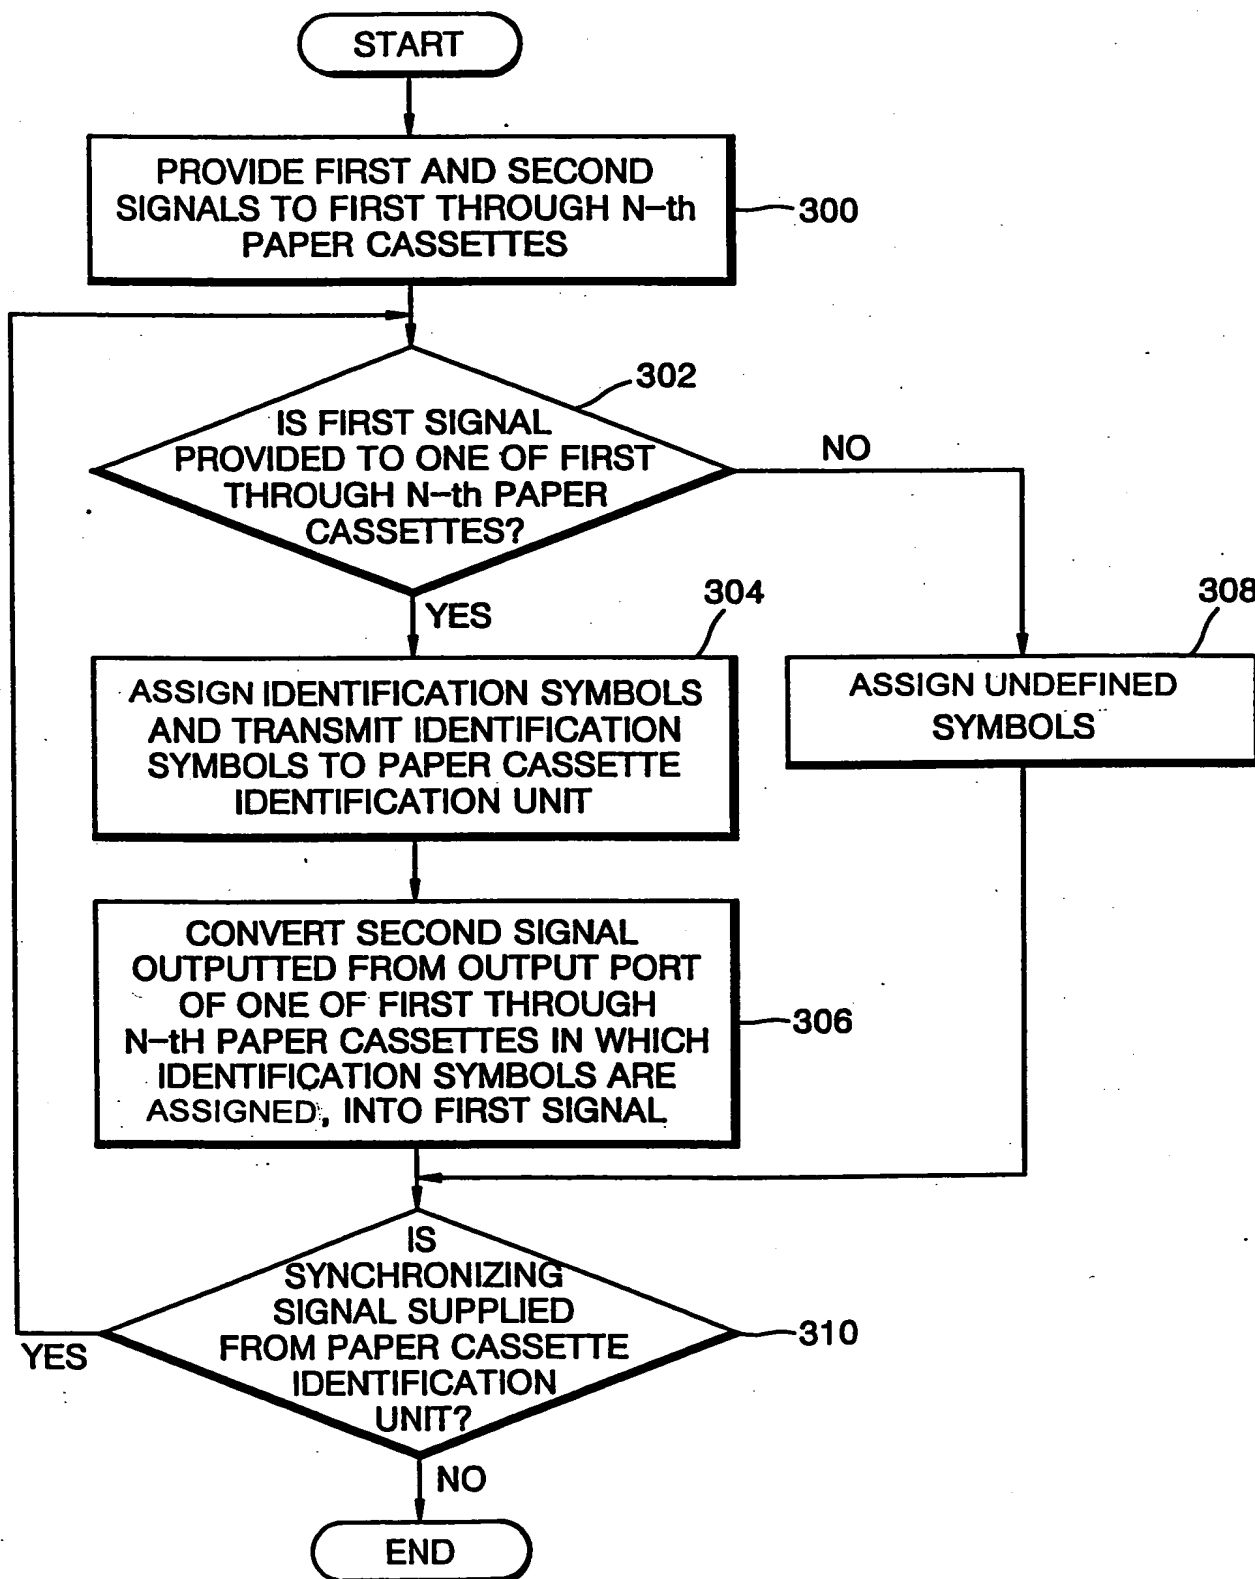 START
PROVIDE FIRST AND SECOND
SIGNALS TO FIRST THROUGH N-th
PAPER CASSETTES
300
302
IS FIRST SIGNAL
PROVIDED TO ONE OF FIRST
THROUGH N-th PAPER
CASSETTES?
NO
YES
304
308
ASSIGN IDENTIFICATION SYMBOLS
AND TRANSMIT IDENTIFICATION
SYMBOLS TO PAPER CASSETTE
IDENTIFICATION UNIT
ASSIGN UNDEFINED
SYMBOLS
CONVERT SECOND SIGNAL
OUTPUTTED FROM OUTPUT PORT
OF ONE OF FIRST THROUGH
N-tH PAPER CASSETTES IN WHICH
IDENTIFICATION SYMBOLS ARE
ASSIGNED, INTO FIRST SIGNAL
306
IS
SYNCHRONIZING
SIGNAL SUPPLIED
FROM PAPER CASSETTE
IDENTIFICATION
UNIT?
310
YES
NO
END